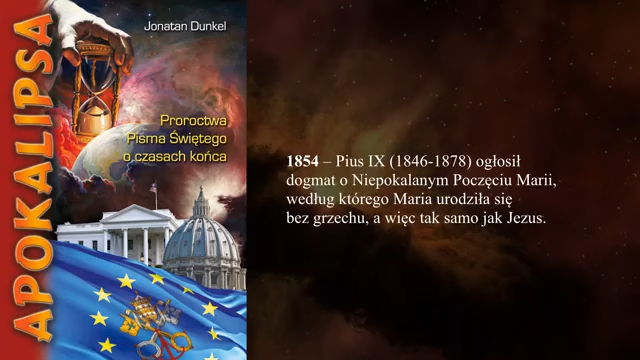 Jonatan Dunkel
APOKALIPSA
Proroctwa
Pisma Świętego
o czasach końca
1854 – Pius IX (1846-1878) ogłosił
dogmat o Niepokalanym Poczęciu Marii,
według którego Maria urodziła się
bez grzechu, a więc tak samo jak Jezus.